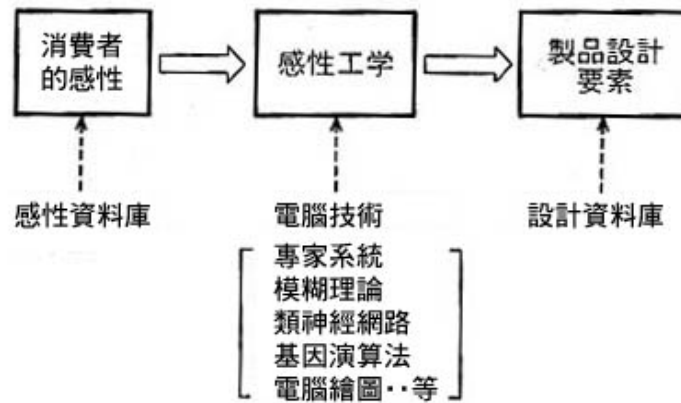 消費者
的感性
感性工学
製品設計
要素
感性資料庫
電腦技術
設計資料庫
專家系統
模糊理論
類神經網路
基因演算法
電腦繪圖‥等